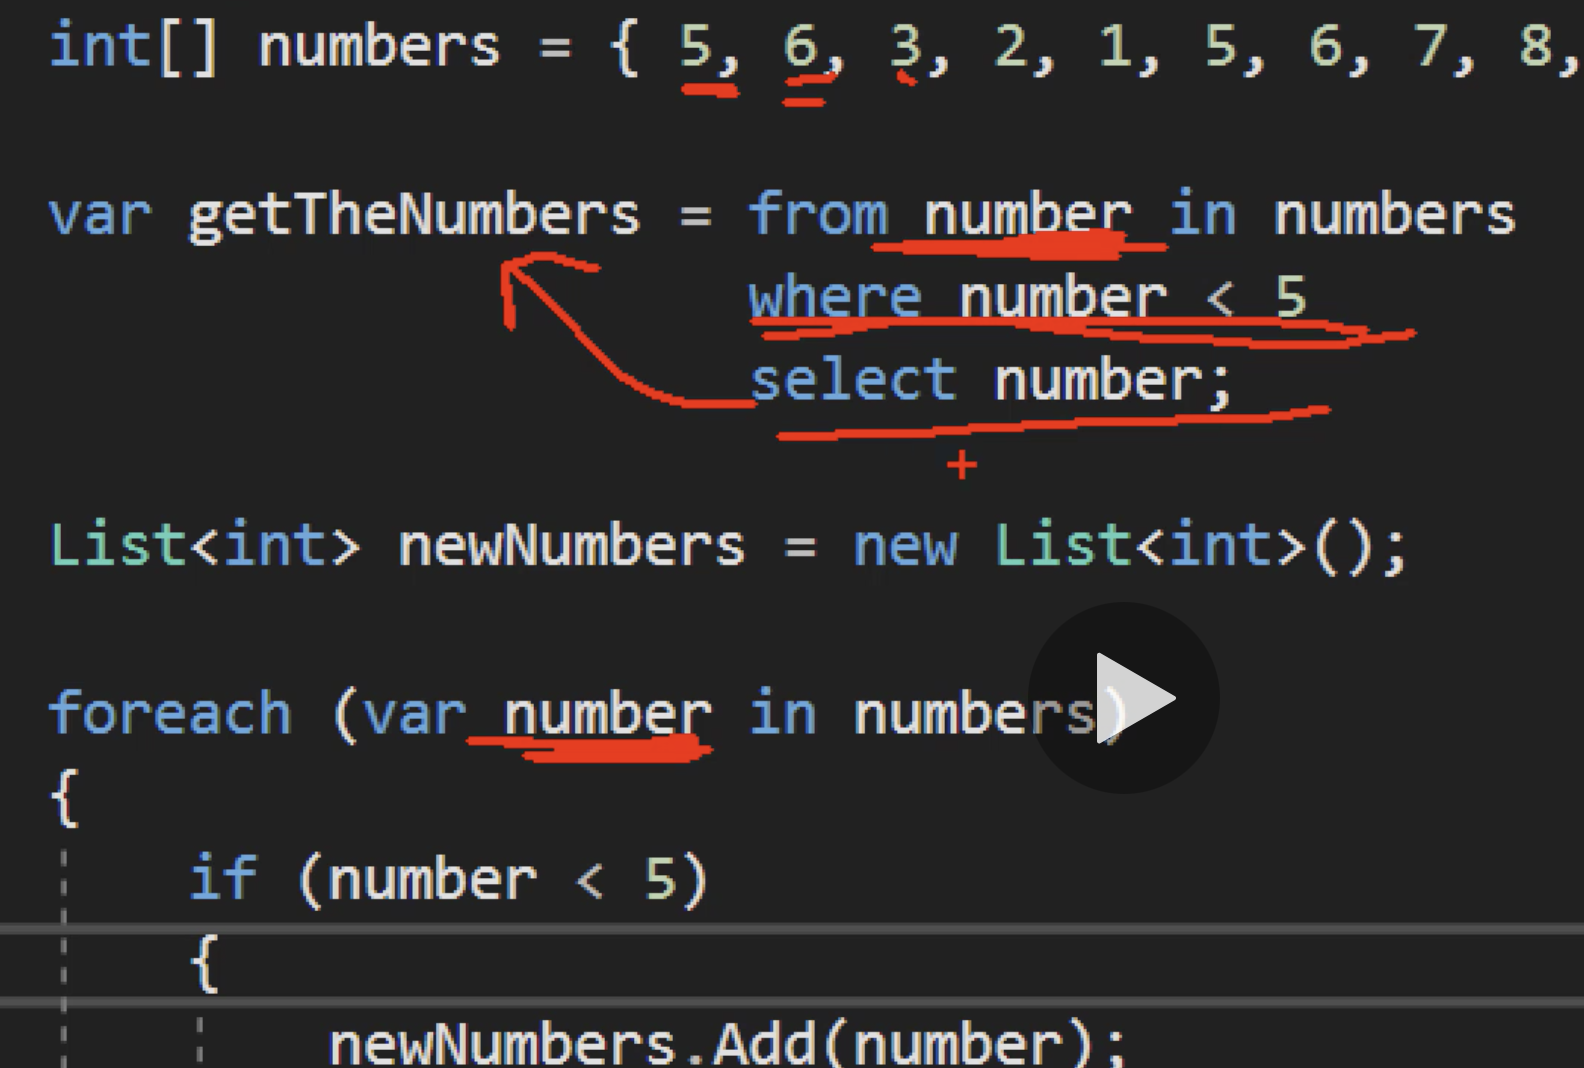 int[] numbers = { 5, 6, 3, 2, 1, 5, 6, 7, 8,
var getTheNumbers = from number in numbers
where number < 5
select number;
List<int> newNumbers = new List<int>();
foreach (var number in numbers)
{
if (number < 5)
{
newNumbers.Add(number);